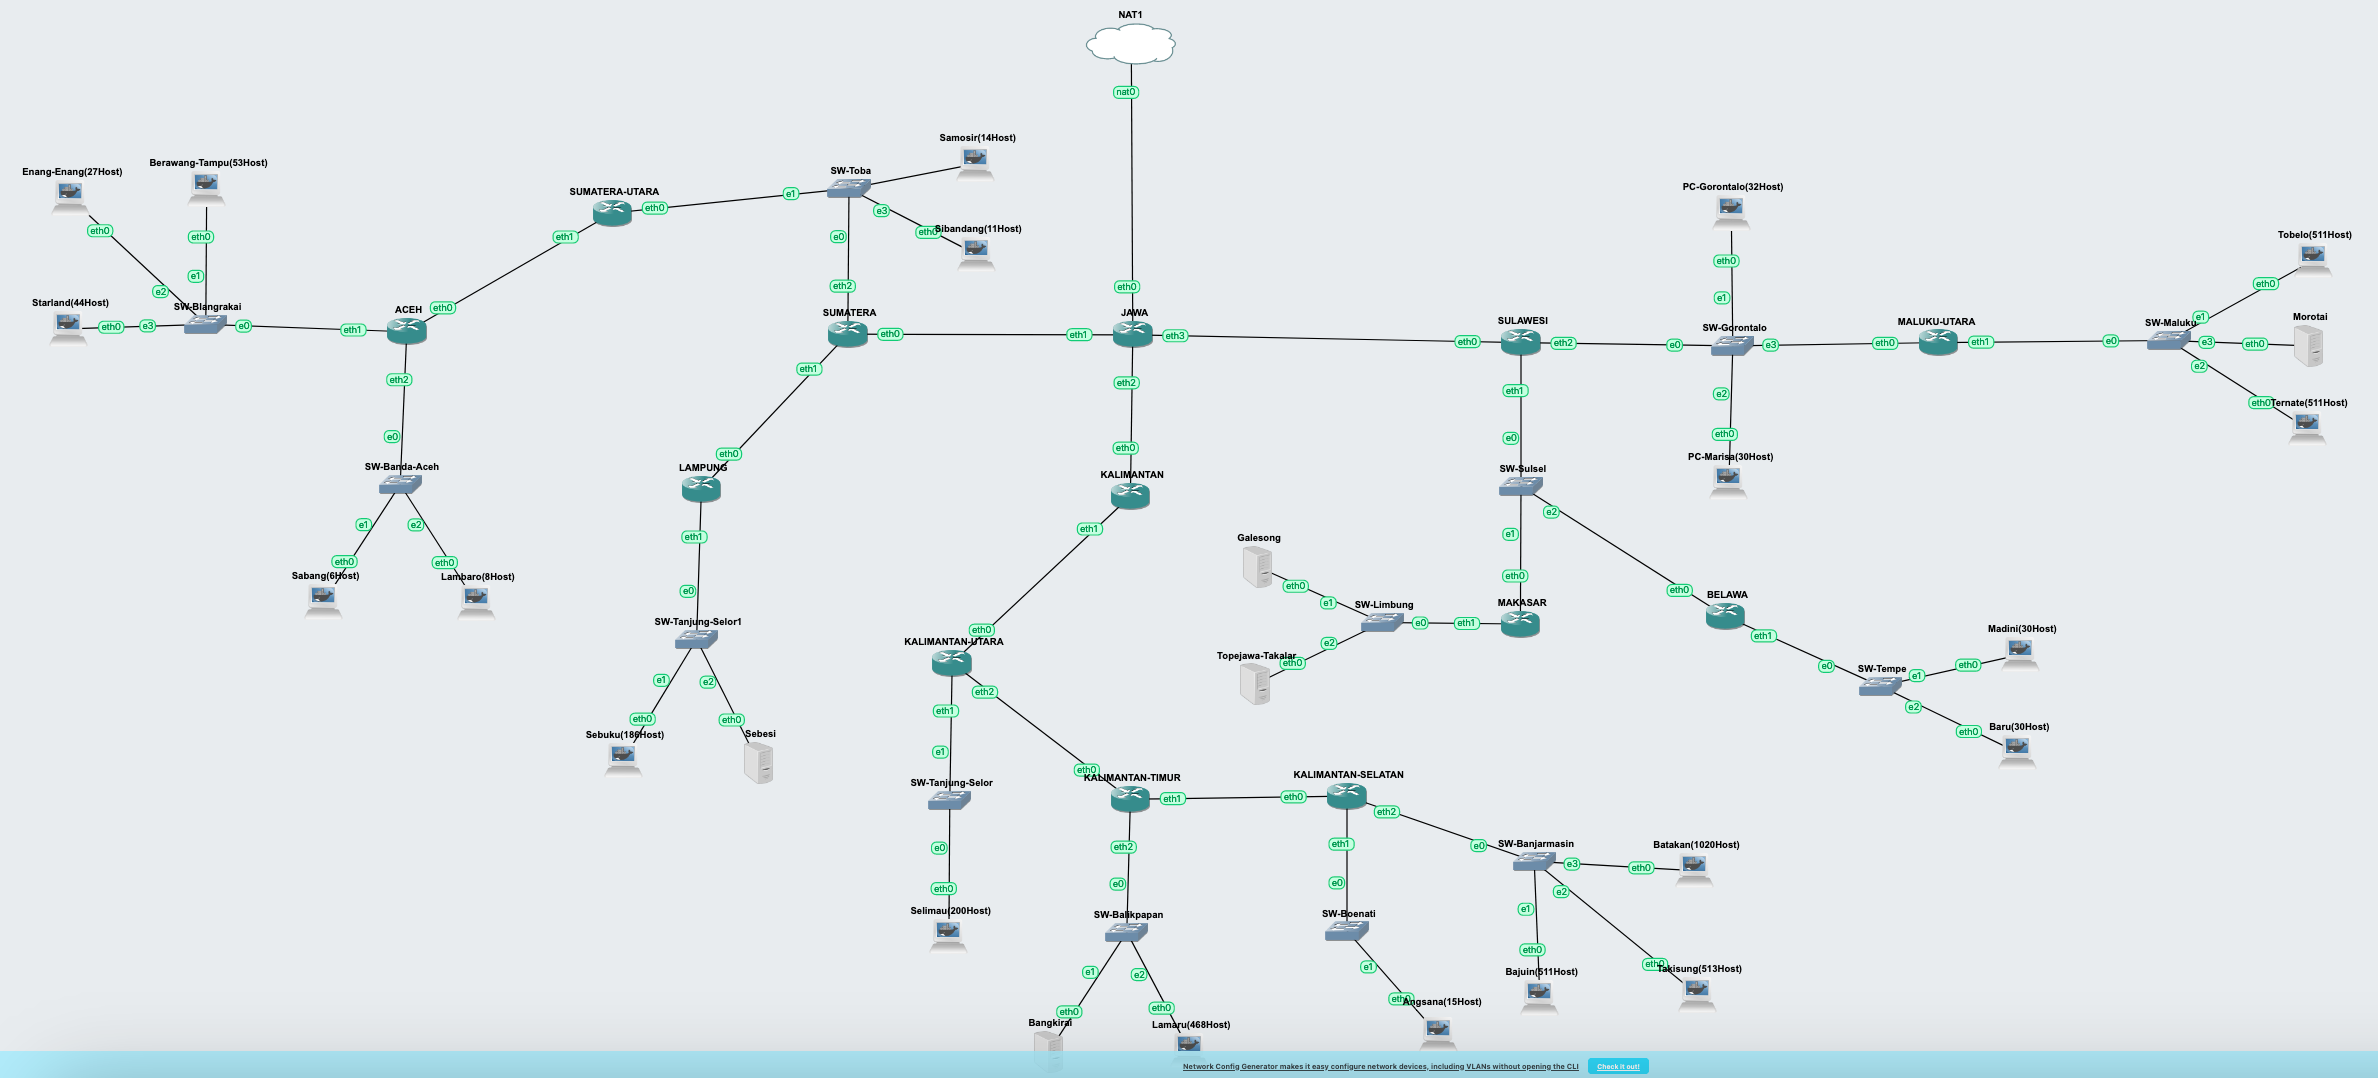 NAT1
nat0
Samosir(14Host)
Berawang-Tampu(53Host)
Enang-Enang(27Host)
SW-Toba
SUMATERA-UTARA
eth0
e1
e3
eth0
Sibandang(11Host)
PC-Gorontalo(32Host)
eth0
eth0
eth1
e0
Tobelo(511Host)
eth0
e1
e2
eth2
eth0
eth0
e1
Starland(44Host)
SW-Blangrakai
ACEH
eth0
SUMATERA
JAWA
SULAWESI
SW-Gorontalo
MALUKU-UTARA
SW-Maluku
e1
Morotai
eth0
e3
e0
eth1
eth0
eth1
eth3
eth0
eth2
e0
e3
eth0
eth1
e0
e3
eth0
eth2
eth1
eth2
eth1
e2
e2
eth0
Ternate(511Host)
e0
eth0
eth0
e0
eth0
SW-Banda-Aceh
LAMPUNG
KALIMANTAN
SW-Sulsel
PC-Marisa(30Host)
e1
e2
eth1
eth1
e1
e2
eth0
eth0
Galesong
Sabang(6Host)
Lambaro(8Host)
eth0
eth0
e0
eth0
e1
eth0
SW-Limbung
MAKASAR
BELAWA
SW-Tanjung-Selor1
eth0
e0
eth1
eth1
Madini(30Host)
KALIMANTAN-UTARA
e2
Topejawa-Takalar
eth0
e0
SW-Tempe
e1
eth0
e1
e2
eth2
eth1
e2
eth0
eth0
eth0
Baru(30Host)
Sebuku(186Host)
Sebesi
e1
eth0
SW-Tanjung-Selor
KALIMANTAN-TIMUR
KALIMANTAN-SELATAN
eth1
eth0
eth2
e0
eth2
eth1
e0
SW-Banjarmasin
Batakan(1020Host)
e3
eth0
eth0
e0
e0
e2
Selimau(200Host)
SW-Balikpapan
SW-Boenati
e1
e1
e2
e1
eth0
eth0
Takisung(513Host)
Bajuin(511Host)
eth0
eth0
eth0
Angsana(15Host)
Bangkirai
Lamaru(468Host)
Network Config Generator makes it easy configure network devices, including VLANs without opening the CLI
Check it out!